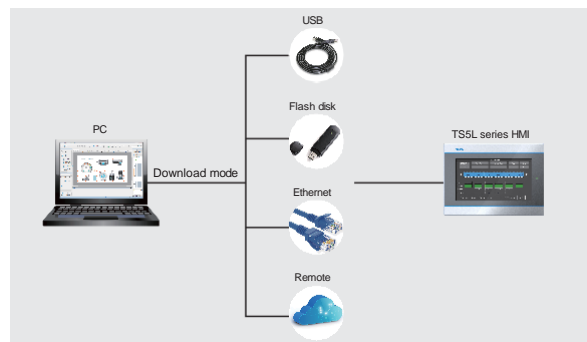 USB
Flash disk
PC
TS5L series HMI
Download mode
Ethernet
Remote